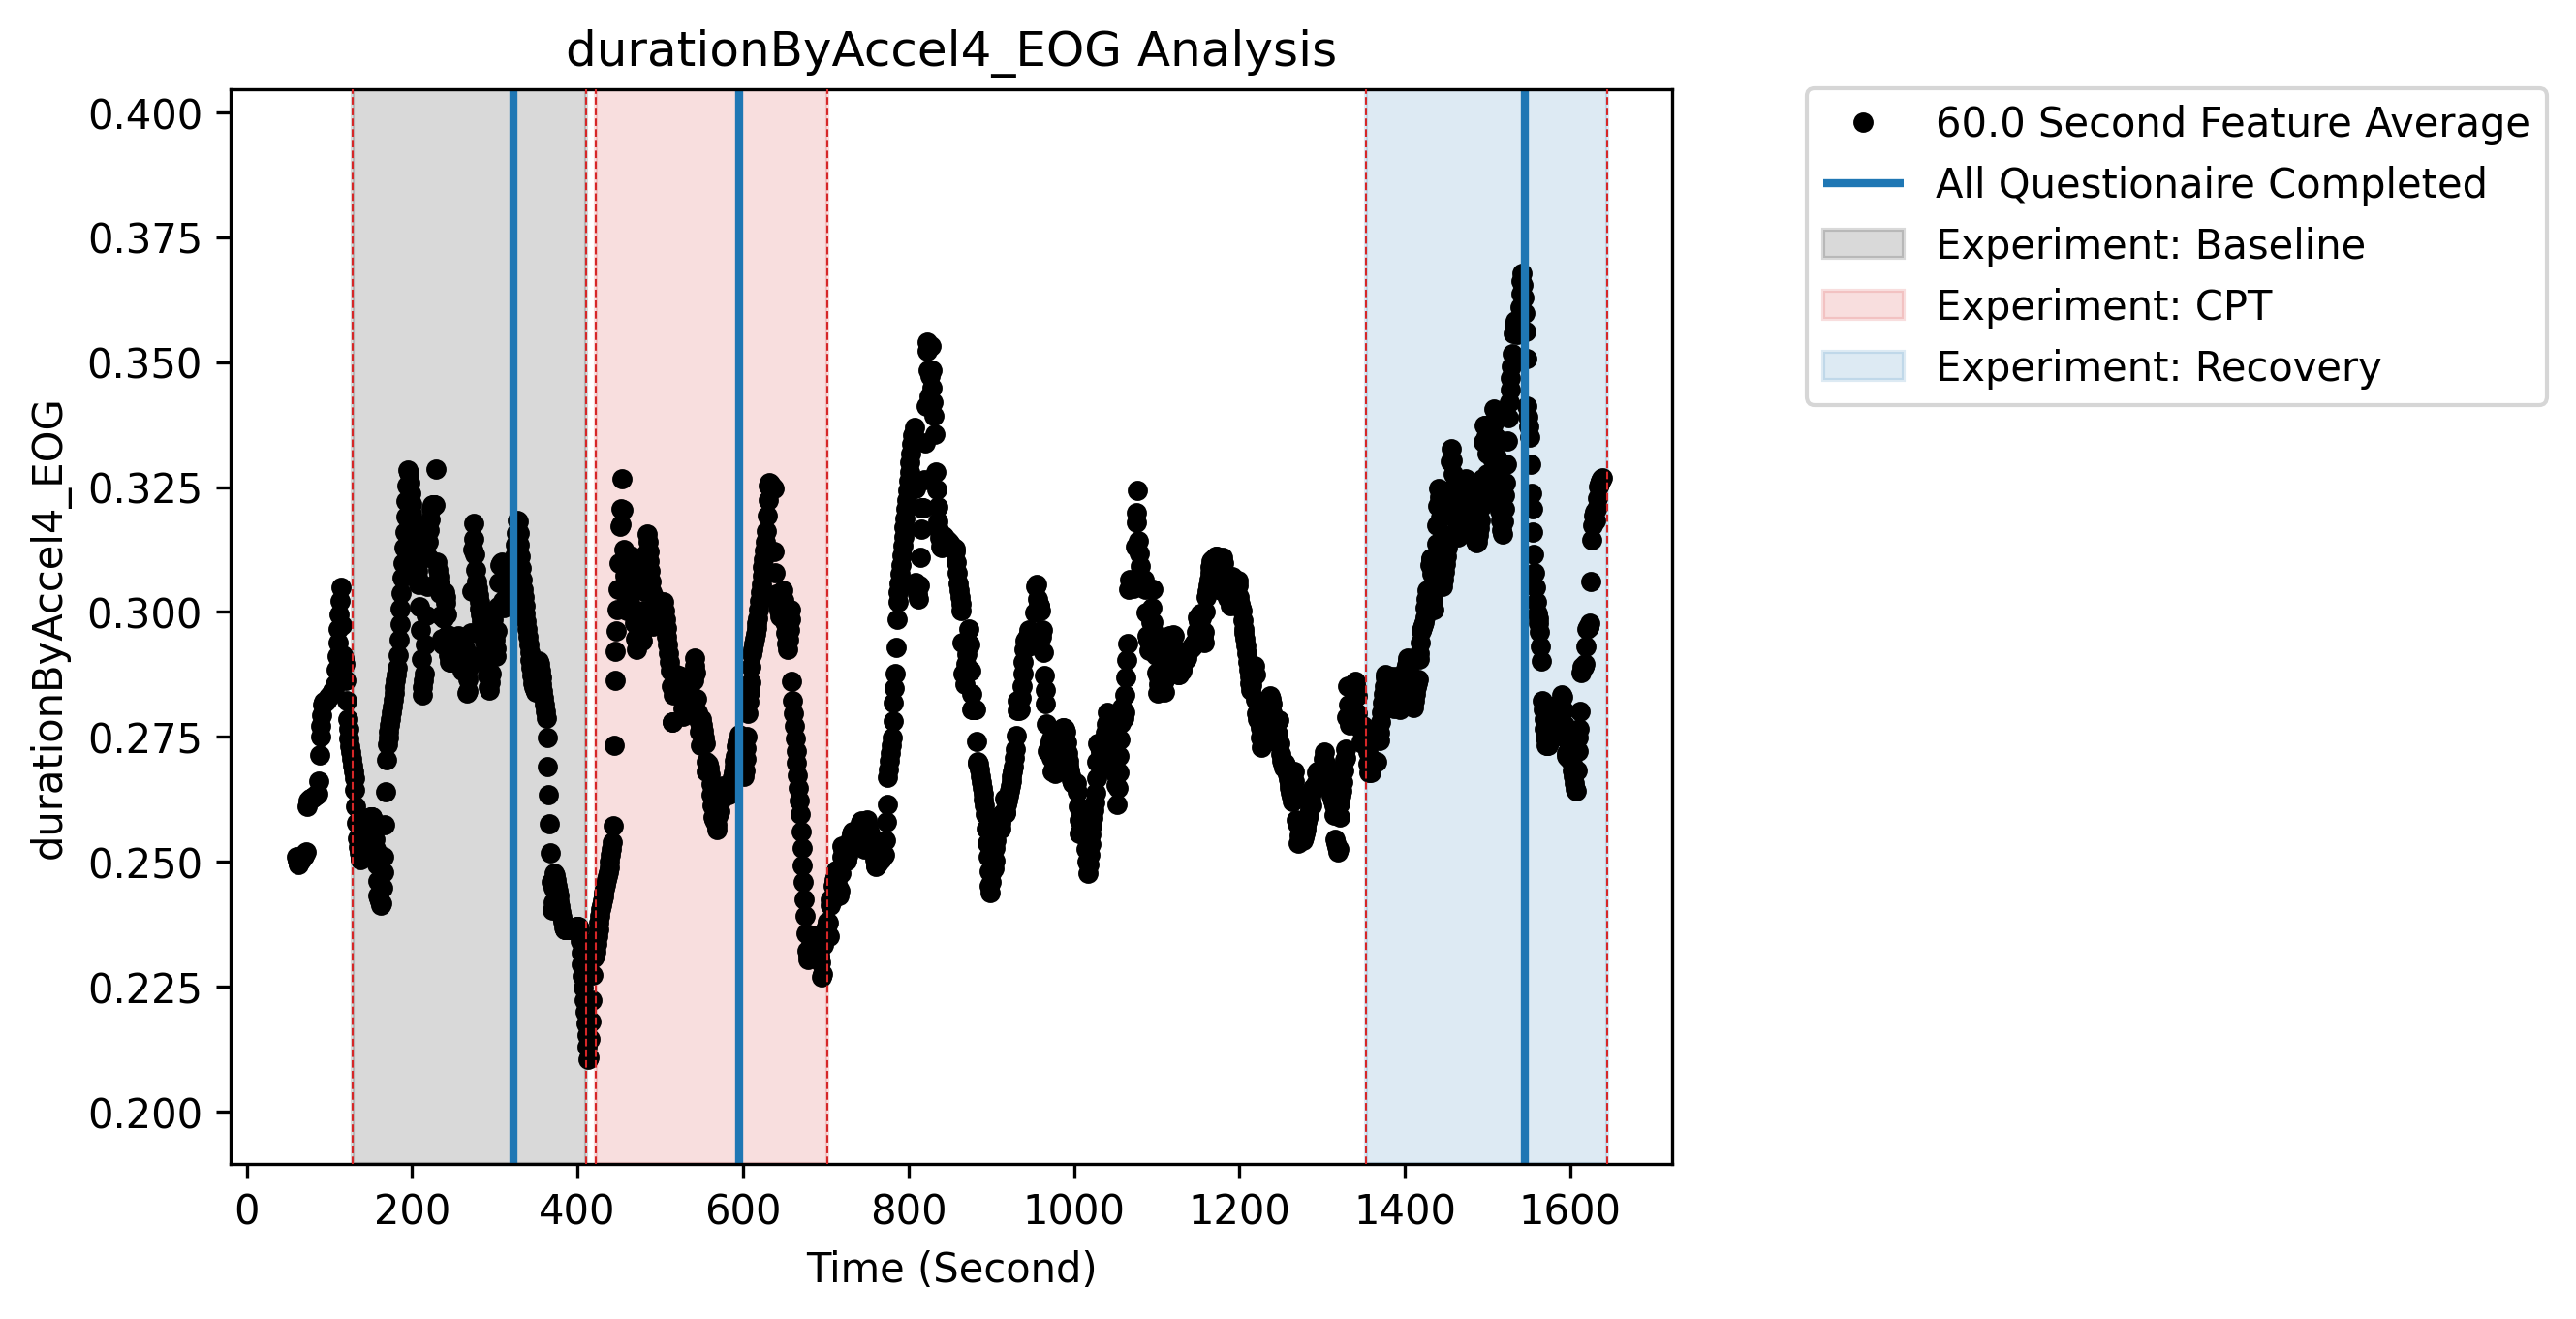 durationByAccel4_EOG Analysis
0.400
0.375
0.350
0.325
0.300
0.275
0.250
0.225
0.200
durationByAccel4_EOG
0 200 400 600 800 1000 1200 1400 1600
Time (Second)
60.0 Second Feature Average
All Questionaire Completed
Experiment: Baseline
Experiment: CPT
Experiment: Recovery